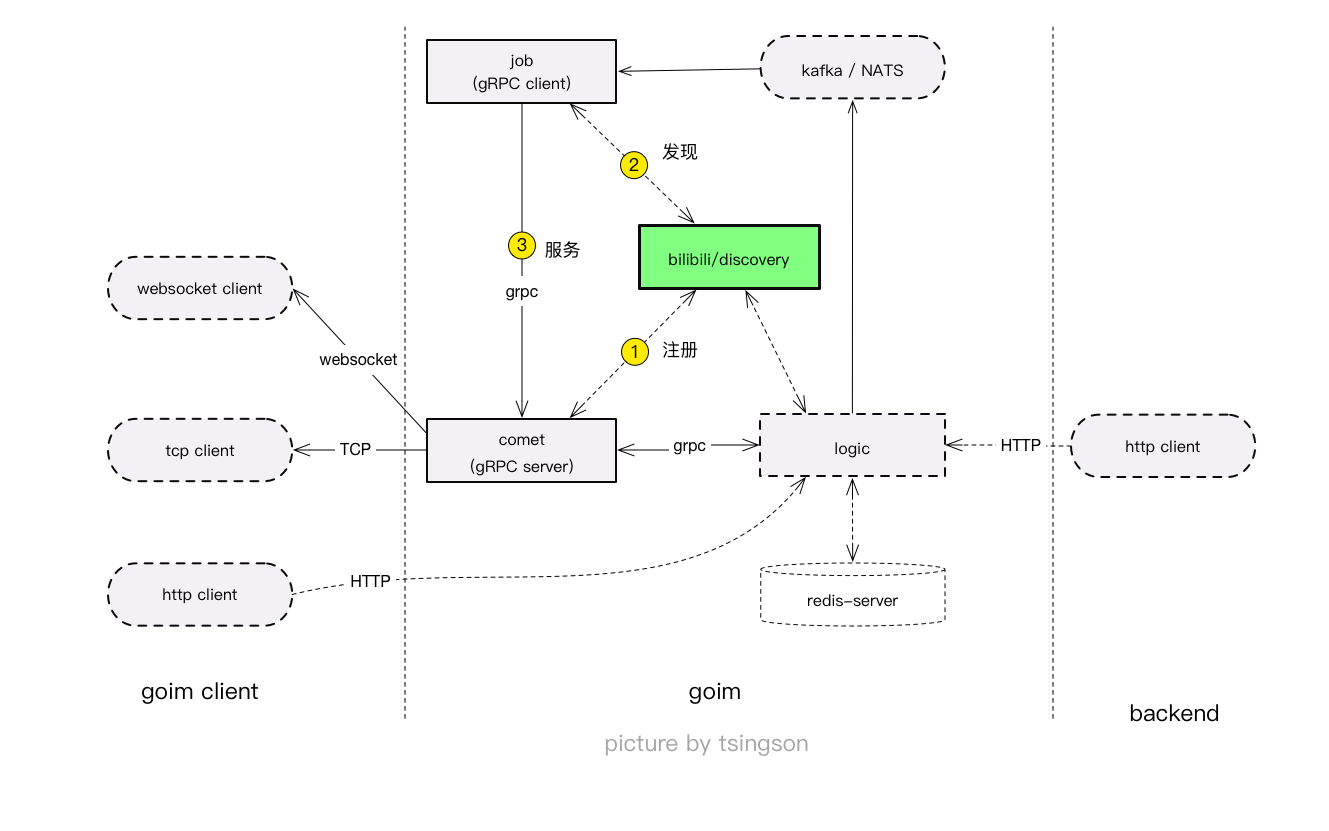 job
(gRPC client)
kafka / NATS
2
发现
3
服务
bilibili/discovery
grpc
websocket client
1
注册
websocket
comet
(gRPC server)
tcp client
TCP
grpc
logic
HTTP
http client
http client
HTTP
redis-server
goim client
goim
backend
picture by tsingson